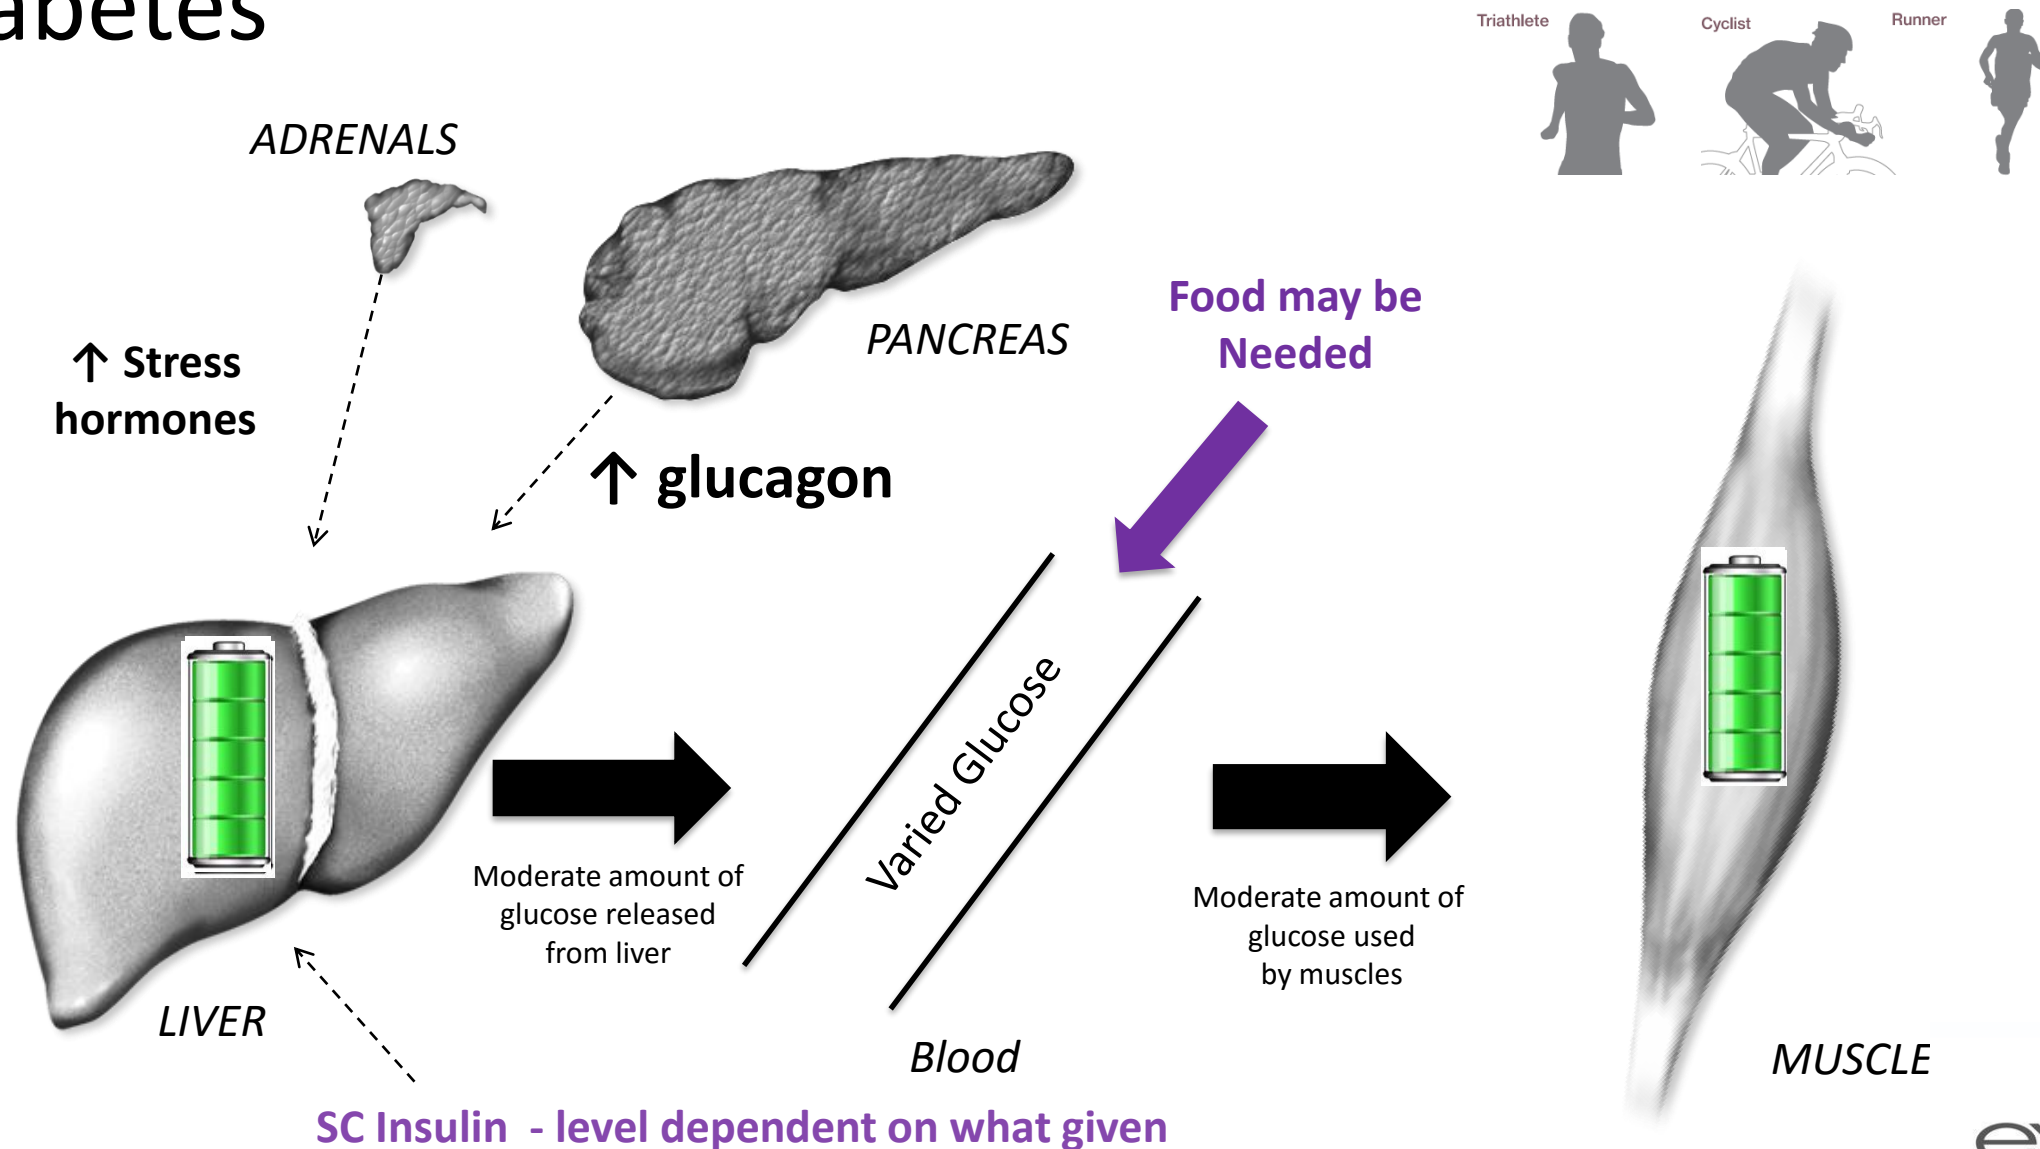 abetes
Triathlete
Cyclist
Runner
ADRENALS
PANCREAS
Food may be
Needed
↑ Stress
hormones
↑ glucagon
Varied Glucose
Moderate amount of
glucose released
from liver
Moderate amount of
glucose used
by muscles
LIVER
Blood
MUSCLE
SC Insulin - level dependent on what given